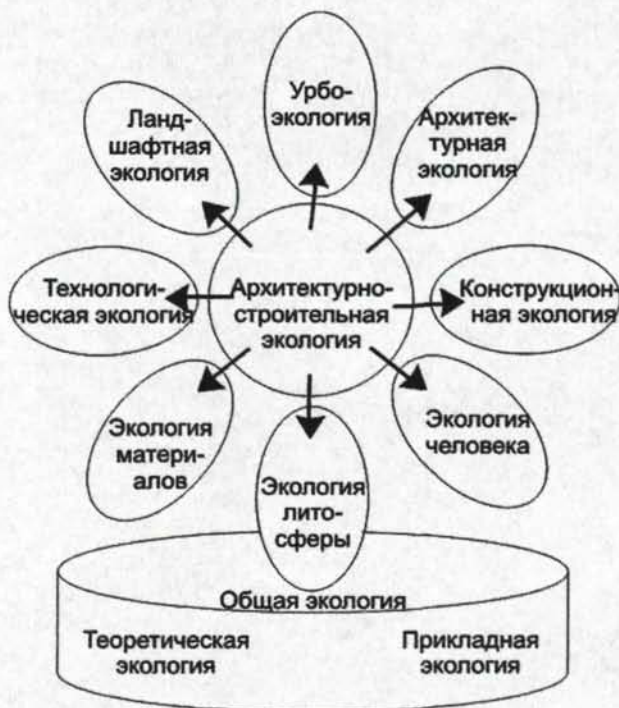 Урбо-
экология
Ланд-
шафтная
экология
Архитек-
турная
экология
Технологи-
ческая экология
Архитектурно-
строительная
экология
Конструкцион-
ная экология
Экология
матери-
алов
Экология
человека
Экология
лито-
сферы
Общая экология
Теоретическая
экология
Прикладная
экология